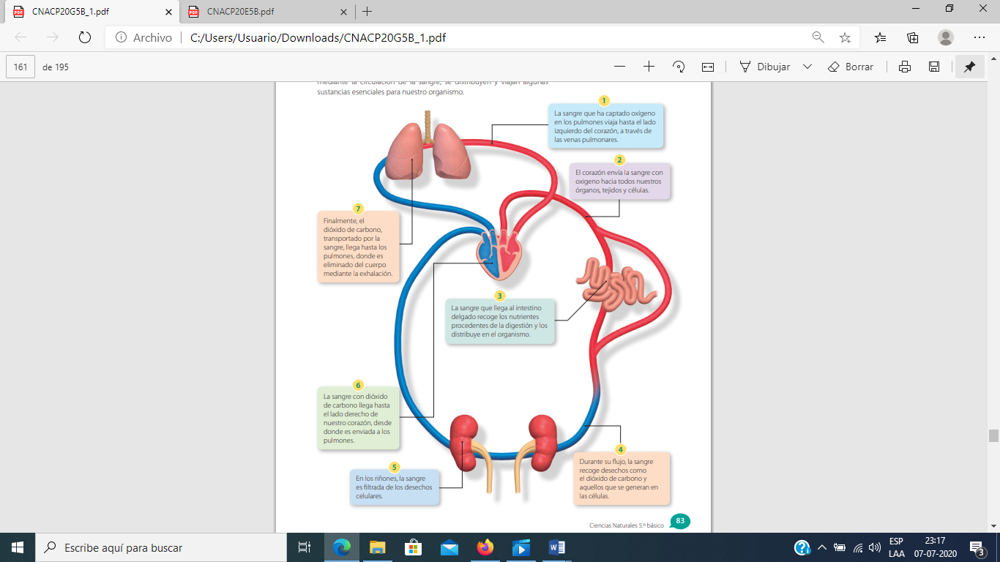 CNACP20G5B_1.pdf
CNACP20E5B.pdf
Archivo
C:/Users/Usuario/Downloads/CNACP20G5B_1.pdf
161
de 195
Dibujar
Borrar
mediante la circulación de la sangre, se distribuyen y viajan algunas
sustancias esenciales para nuestro organismo.
1
La sangre que ha captado oxígeno
en los pulmones viaja hasta el lado
izquierdo del corazón, a través de
las venas pulmonares.
2
El corazón envía la sangre con
oxigeno hacia todos nuestros
órganos, tejidos y células.
7
Finalmente, el
dióxido de carbono,
transportado por la
sangre, llega hasta los
pulmones, donde es
eliminado del cuerpo
mediante la exhalación.
3
La sangre que llega al intestino
delgado recoge los nutrientes
procedentes de la digestión y los
distribuye en el organismo.
6
La sangre con dióxido
de carbono llega hasta
el lado derecho de
nuestro corazón, desde
donde es enviada a los
pulmones.
4
Durante su flujo, la sangre
recoge desechos como
el dióxido de carbono y
aquellos que se generan en
las células.
5
En los riñones, la sangre
es filtrada de los desechos
celulares.
Ciencias Naturales 5.º básico
83
Escribe aquí para buscar
ESP
LAA
23:17
07-07-2020
3